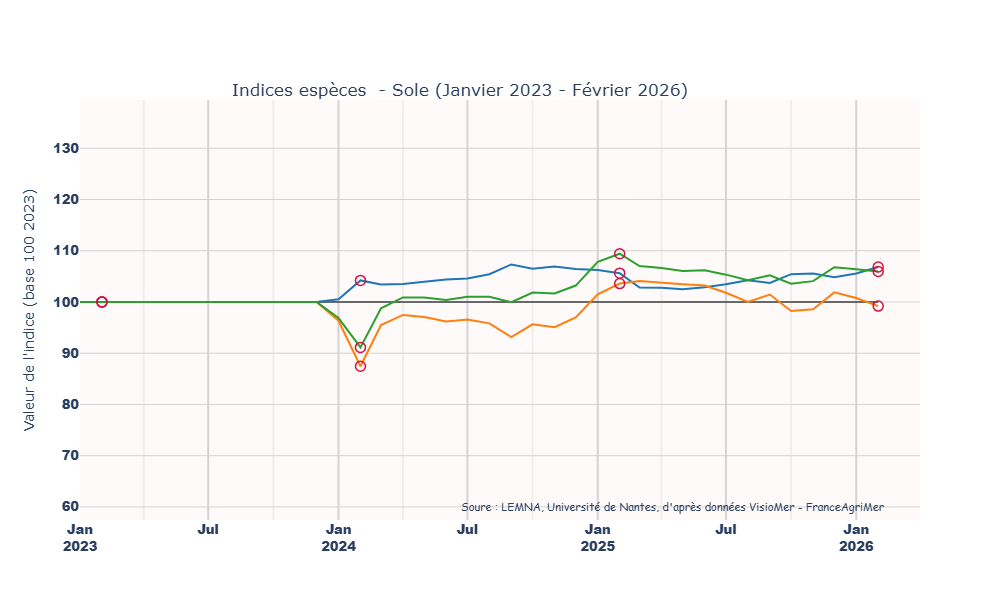 Indices espèces - Sole (Janvier 2023 - Février 2026)
Valeur de l'indice (base 100 2023)
130
120
110
100
90
80
70
60
Soure : LEMNA, Université de Nantes, d'après données VisioMer - FranceAgriMer
Jan Jul Jan Jul Jan Jul Jan
2023 2024 2025 2026